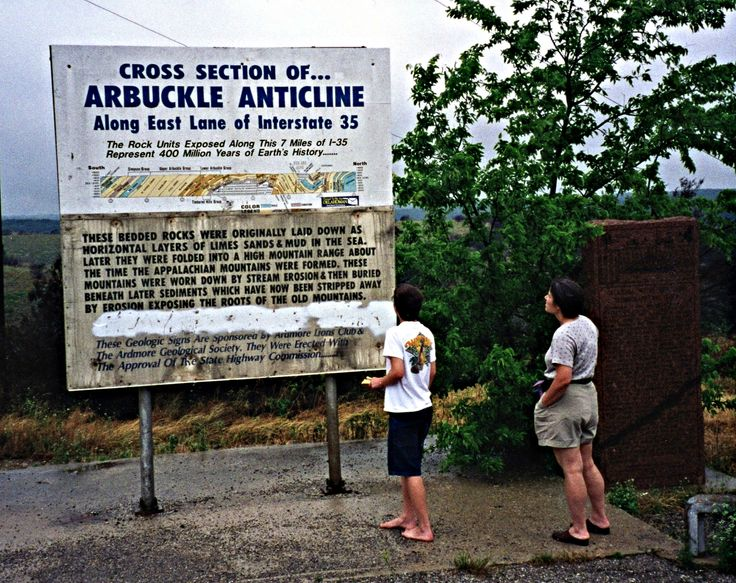 CROSS SECTION OF...
ARBUCKLE ANTICLINE
Along East Lane of Interstate 35
The Rock Units Exposed Along This 7 Miles of I-35
Represent 400 Million Years of Earth's History......
South North
COLOR
THESE BEDDED ROCKS WERE ORIGINALLY LAID DOWN AS
HORIZONTAL LAYERS OF LIMES SANDS & MUD IN THE SEA.
LATER THEY WERE FOLDED INTO A HIGH MOUNTAIN RANGE ABOUT
THE TIME THE APPALACHIAN MOUNTAINS WERE FORMED. THESE
MOUNTAINS WERE WORN DOWN BY STREAM EROSION & THEN BURIED
BENEATH LATER SEDIMENTS WHICH HAVE NOW BEEN STRIPPED AWAY
BY EROSION EXPOSING THE ROOTS OF THE OLD MOUNTAINS.
These Geologic Signs Are Sponsored by Ardmore Lions Club &
The Ardmore Geological Society. They Were Erected With
The Approval Of The State Highway Commission......